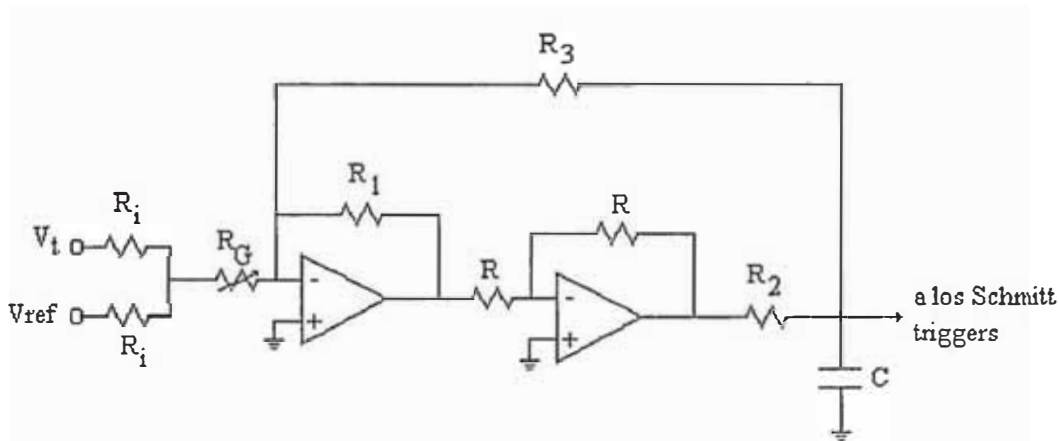 R3
R1
R
Ri
Vt
RG
R
R2
-
+
-
+
Vref
Ri
a los Schmitt
triggers
C